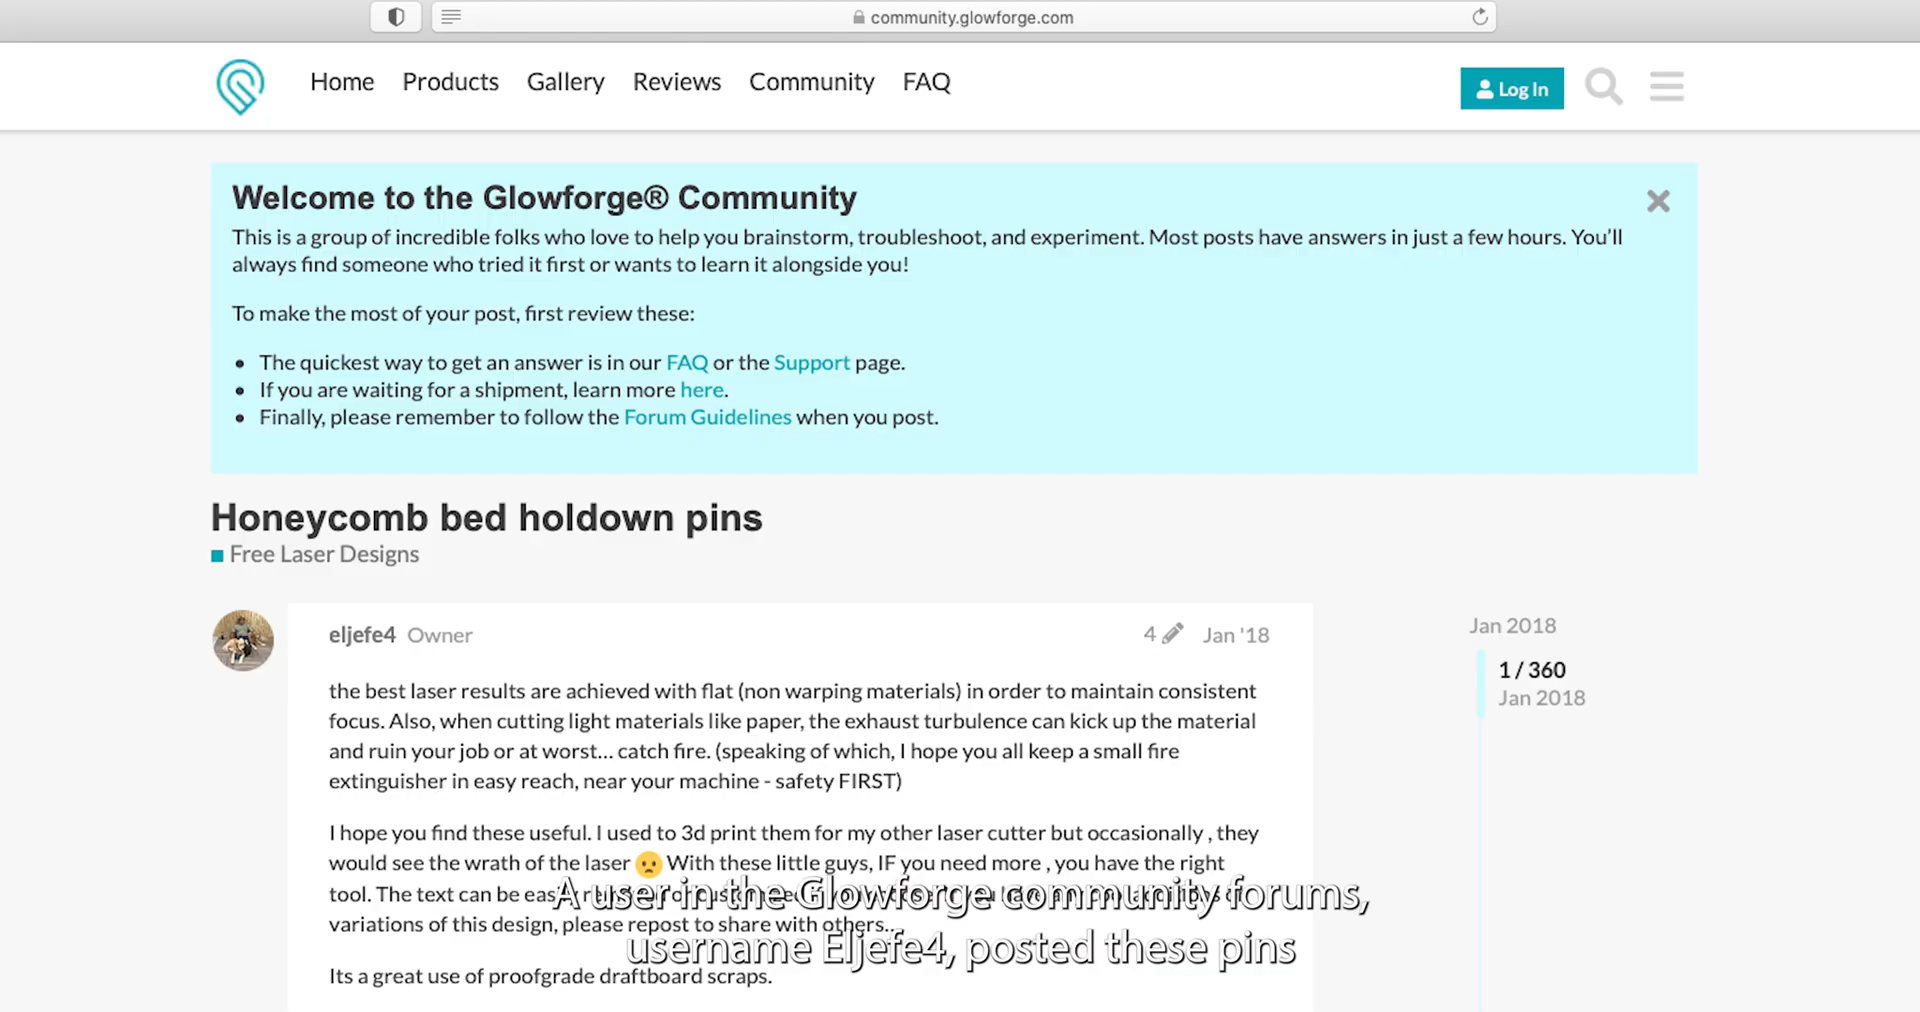 community.glowforge.com
Home Products Gallery Reviews Community FAQ
Log In
Welcome to the Glowforge® Community
This is a group of incredible folks who love to help you brainstorm, troubleshoot, and experiment. Most posts have answers in just a few hours. You'll
always find someone who tried it first or wants to learn it alongside you!
To make the most of your post, first review these:
The quickest way to get an answer is in our FAQ or the Support page.
If you are waiting for a shipment, learn more here.
Finally, please remember to follow the Forum Guidelines when you post.
Honeycomb bed holdown pins
Free Laser Designs
eljefe4 Owner
4 Jan '18
the best laser results are achieved with flat (non warping materials) in order to maintain consistent
focus. Also, when cutting light materials like paper, the exhaust turbulence can kick up the material
and ruin your job or at worst... catch fire. (speaking of which, I hope you all keep a small fire
extinguisher in easy reach, near your machine - safety FIRST)
I hope you find these useful. I used to 3d print them for my other laser cutter but occasionally , they
would see the wrath of the laser With these little guys, IF you need more , you have the right
tool. The text can be
variations of this design, please repost to share with others..
Its a great use of proofgrade draftboard scraps.
Jan 2018
1 / 360
Jan 2018
A user in the Glowforge community forums,
username Eljefe4, posted these pins